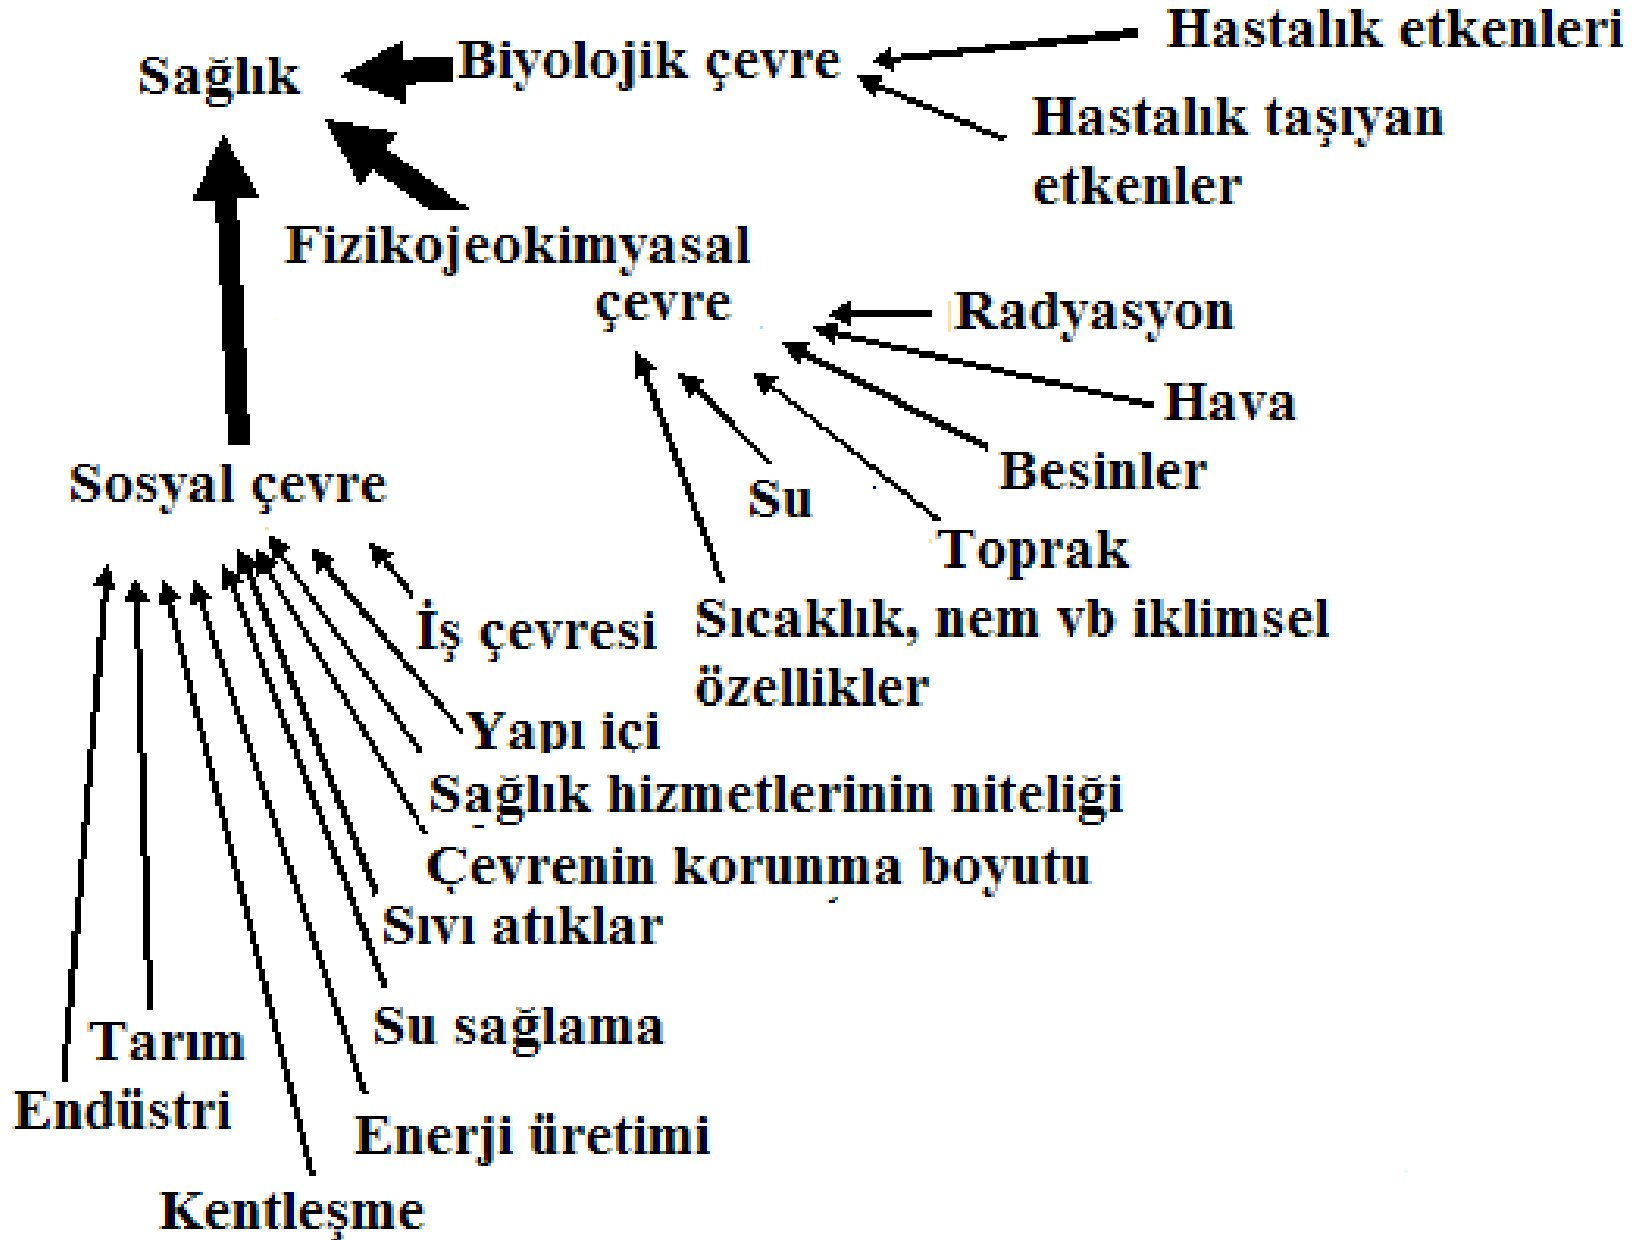 Hastalık etkenleri
Sağlık
Biyolojik çevre
Hastalık taşıyan
etkenler
Fizikojeokimyasal
çevre
Radyasyon
Hava
Besinler
Su
Toprak
Sıcaklık, nem vb iklimsel
özellikler
Sosyal çevre
İş çevresi
Yapı içi
Sağlık hizmetlerinin niteliği
Çevrenin korunma boyutu
Sıvı atıklar
Su sağlama
Tarım
Endüstri
Enerji üretimi
Kentleşme